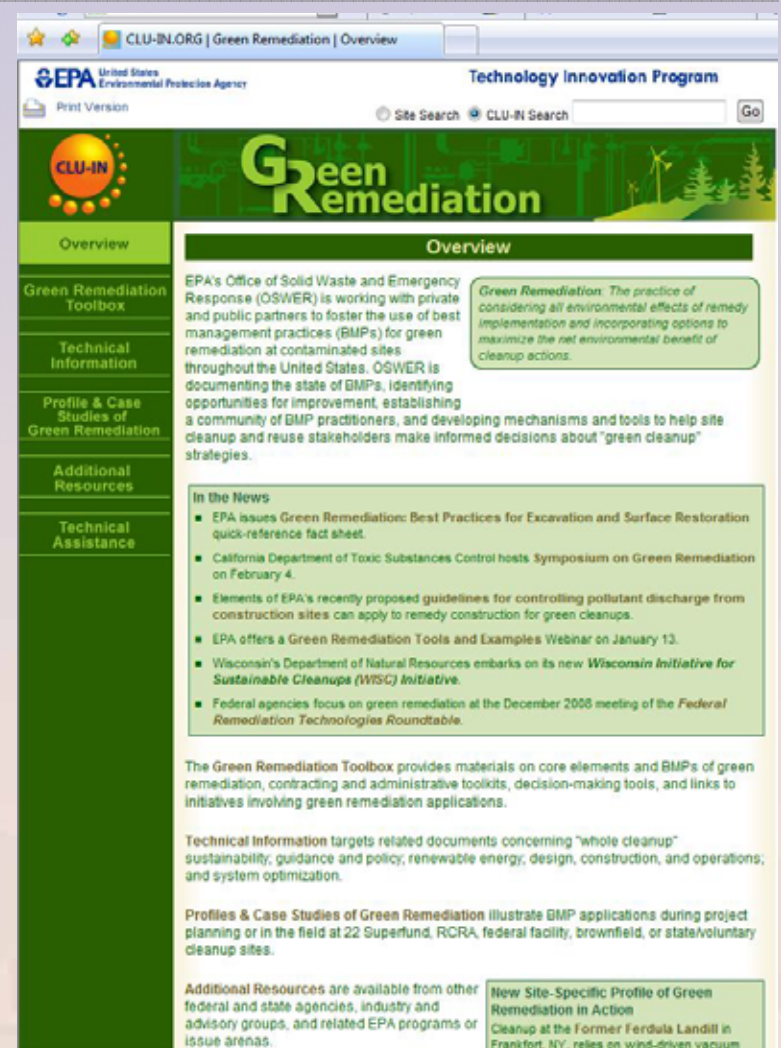 CLU-IN.ORG | Green Remediation | Overview
EPA United States
Environmental Protection Agency
Technology Innovation Program
Print Version
Site Search CLU-IN Search Go
CLU-IN
Green
Remediation
Overview
Green Remediation
Toolbox
Technical
Information
Profile & Case
Studies of
Green Remediation
Additional
Resources
Technical
Assistance
Overview
EPA's Office of Solid Waste and Emergency
Response (OSWER) is working with private
and public partners to foster the use of best
management practices (BMPs) for green
remediation at contaminated sites
throughout the United States. OSWER is
documenting the state of BMPs, identifying
opportunities for improvement, establishing
a community of BMP practitioners, and developing mechanisms and tools to help site
cleanup and reuse stakeholders make informed decisions about "green cleanup"
strategies.
Green Remediation: The practice of
considering all environmental effects of remedy
implementation and incorporating options to
maximize the net environmental benefit of
cleanup actions.
In the News
EPA issues Green Remediation: Best Practices for Excavation and Surface Restoration
quick-reference fact sheet.
California Department of Toxic Substances Control hosts Symposium on Green Remediation
on February 4.
Elements of EPA's recently proposed guidelines for controlling pollutant discharge from
construction sites can apply to remedy construction for green cleanups.
EPA offers a Green Remediation Tools and Examples Webinar on January 13.
Wisconsin's Department of Natural Resources embarks on its new Wisconsin Initiative for
Sustainable Cleanups (WISC) Initiative.
Federal agencies focus on green remediation at the December 2008 meeting of the Federal
Remediation Technologies Roundtable.
The Green Remediation Toolbox provides materials on core elements and BMPs of green
remediation, contracting and administrative toolkits, decision-making tools, and links to
initiatives involving green remediation applications.
Technical Information targets related documents concerning "whole cleanup"
sustainability; guidance and policy; renewable energy; design, construction, and operations;
and system optimization.
Profiles & Case Studies of Green Remediation illustrate BMP applications during project
planning or in the field at 22 Superfund, RCRA, federal facility, brownfield, or state/voluntary
cleanup sites.
Additional Resources are available from other
federal and state agencies, industry and
advisory groups, and related EPA programs or
issue arenas.
New Site-Specific Profile of Green
Remediation in Action
Cleanup at the Former Ferdula Landill in
Frankfort, NY, relies on wind-driven vacuum